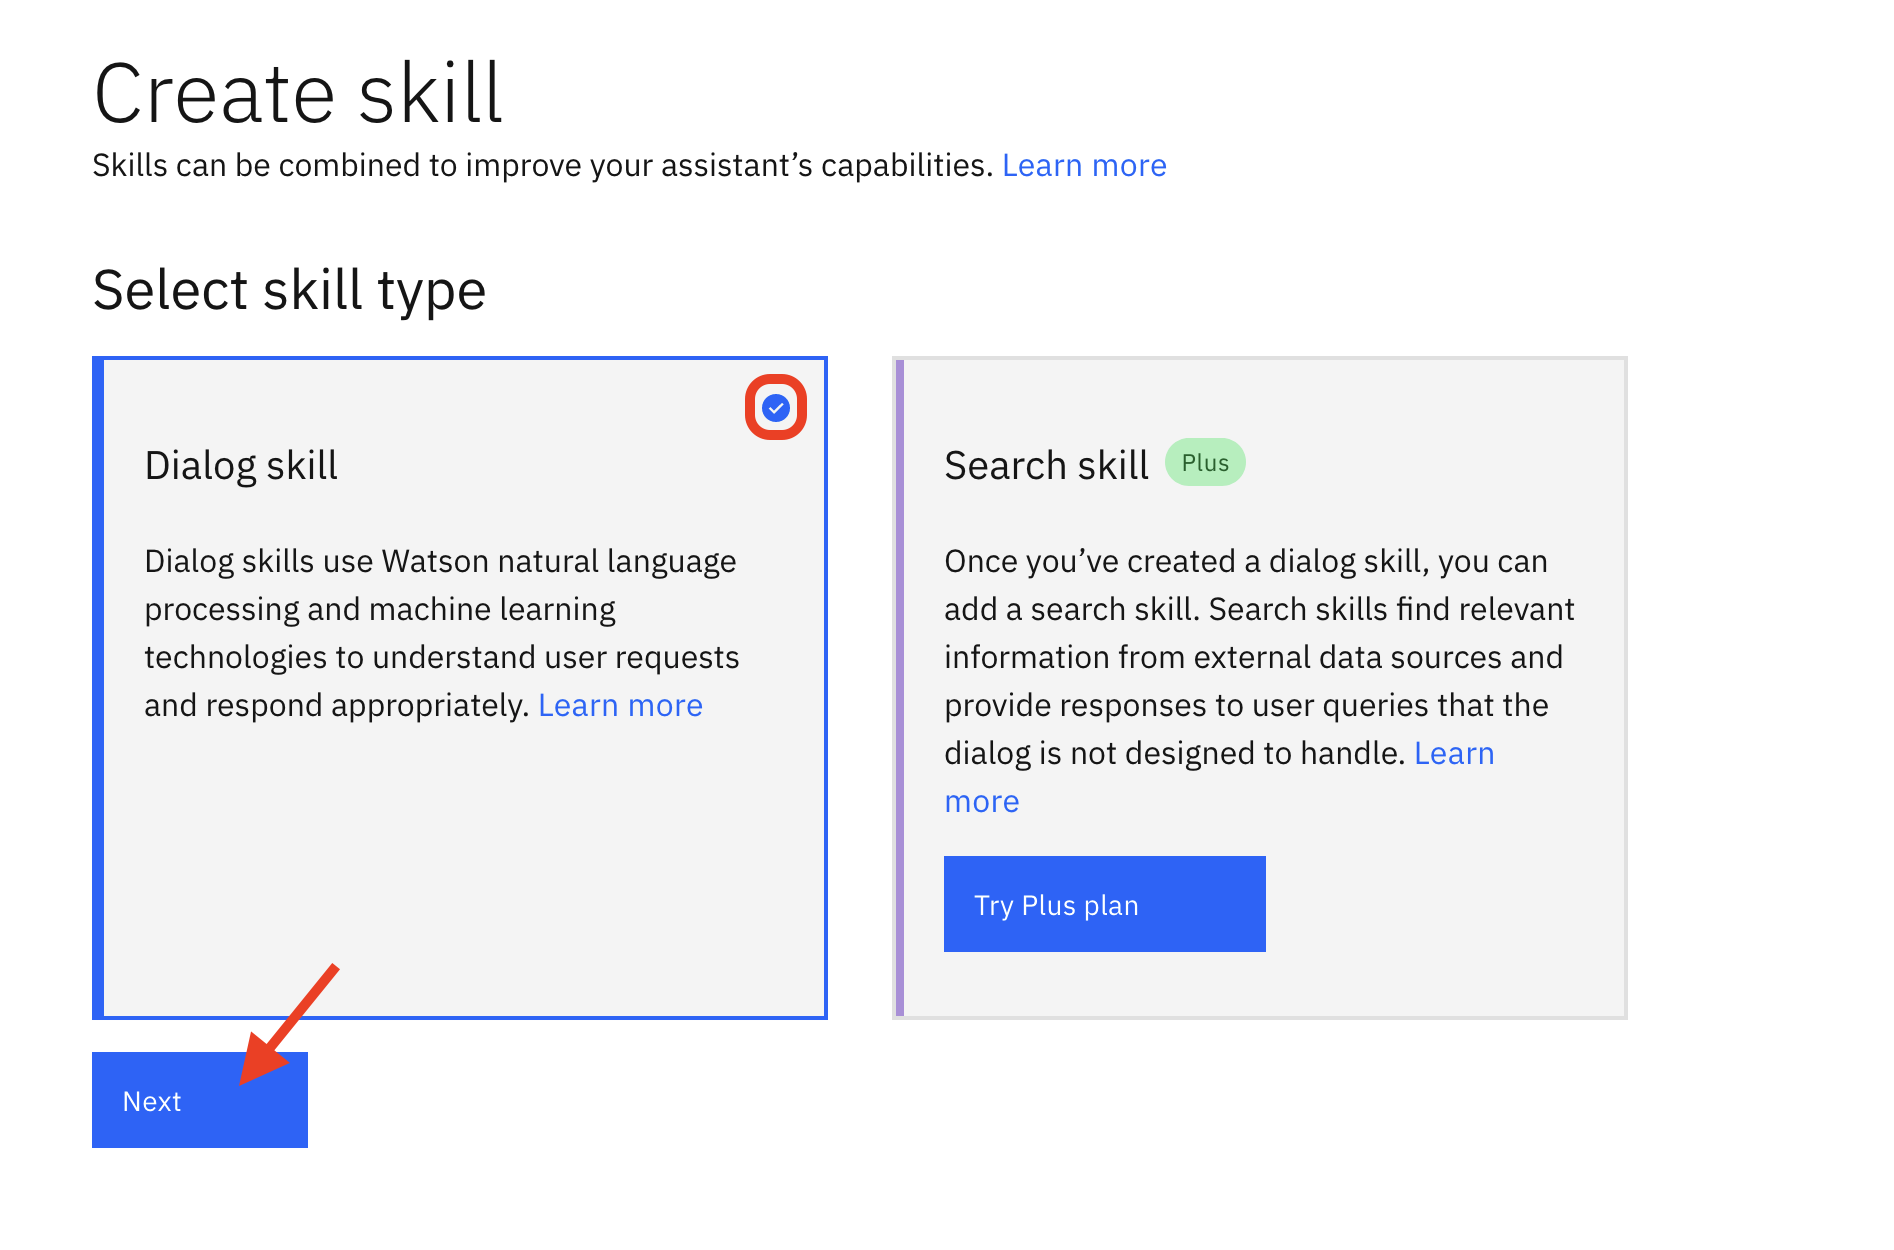 Create skill
Skills can be combined to improve your assistant’s capabilities. Learn more
Select skill type
Dialog skill
Dialog skills use Watson natural language
processing and machine learning
technologies to understand user requests
and respond appropriately. Learn more
Search skill Plus
Once you’ve created a dialog skill, you can
add a search skill. Search skills find relevant
information from external data sources and
provide responses to user queries that the
dialog is not designed to handle. Learn
more
Try Plus plan
Next